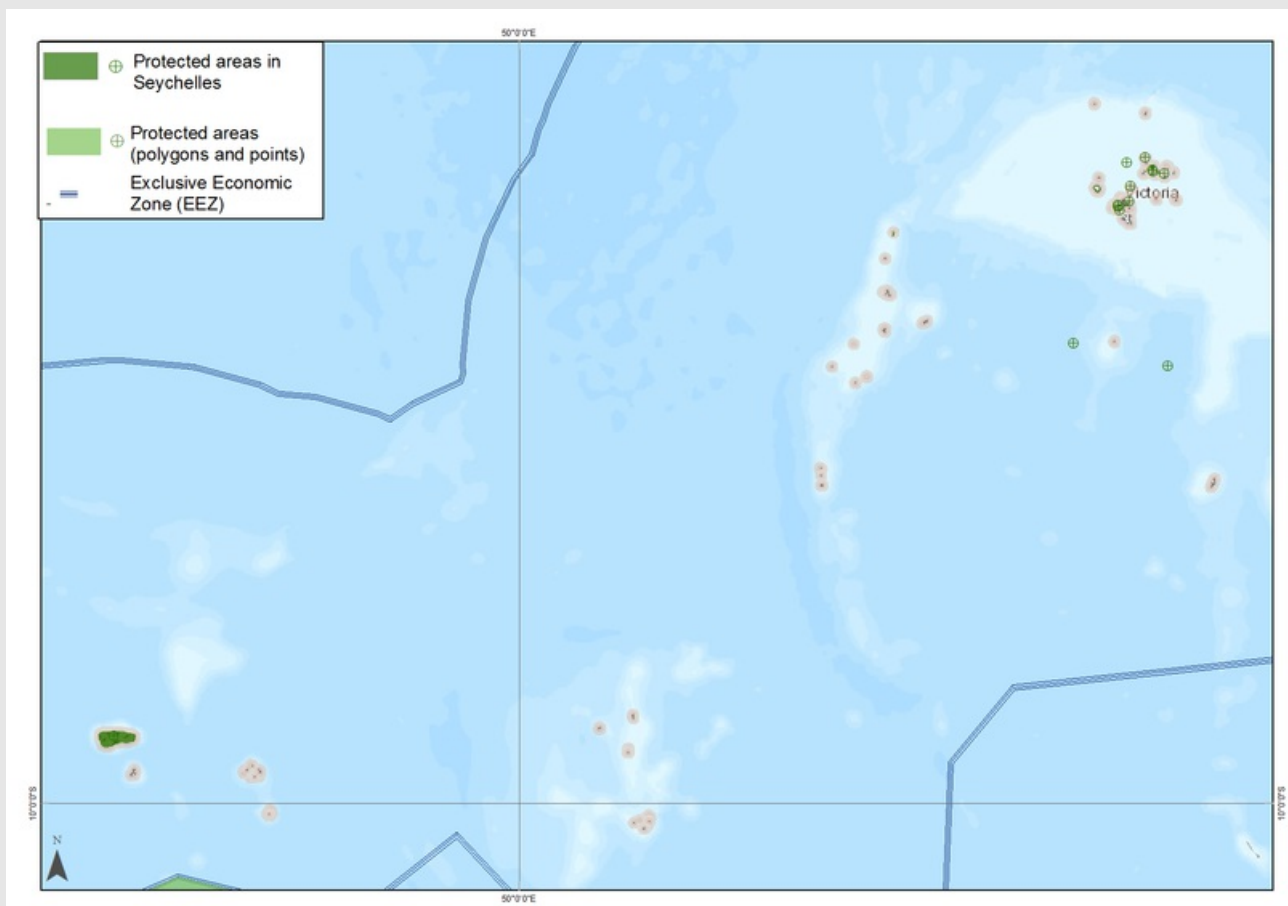 50°0'0"E
Protected areas in
Seychelles
Protected areas
(polygons and points)
Exclusive Economic
Zone (EEZ)
Victoria
10°0'0"S
10°0'0"S
N
50°0'0"E